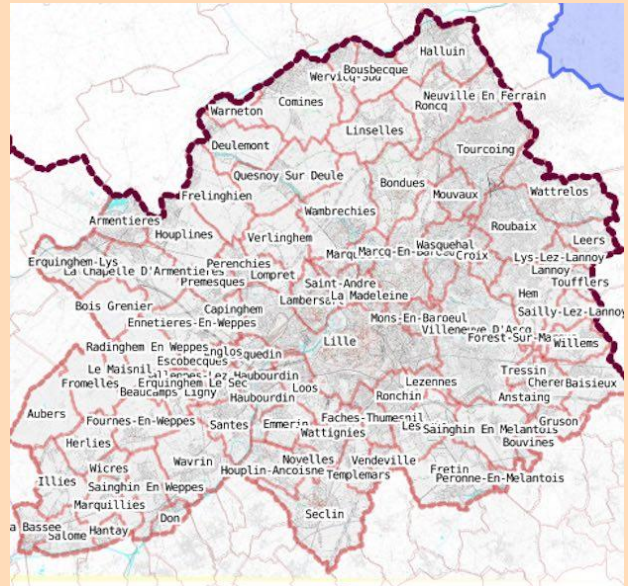 Halluin
Bousbecque
Wervicq-Sud
Neuville En Ferrain
Comines
Roncq
Warneton
Linselles
Deulemont
Tourcoing
Quesnoy Sur Deule
Bondues
Frelinghien
Mouvaux
Wattrelos
Wambrechies
Armentieres
Roubaix
Houplines
Verlinghem
Leers
Wasquehal
Marcq-En-Baroeul
Croix
Lys-Lez-Lannoy
Erquinghem-Lys
Perenchies
Lannoy
La Chapelle D'Armentieres
Lompret
Premesques
Saint-Andre
Toufflers
Hem
La Madeleine
Bois Grenier
Capinghem
Sailly-Lez-Lannoy
Mons-En-Baroeul
Ennetieres-En-Weppes
Villeneuve D'Ascq
Lille
Willems
Radinghem En Weppes
Englos
Escobecques
Le Maisnil
Tressin
Haubourdin
Fromelles
Erquinghem Le Sec
Lezennes
Baisieux
Loos
Beaucamps Ligny
Ronchin
Haubourdin
Anstaing
Aubers
Fournes-En-Weppes
Faches-Thumesnil
Gruson
Santes
Emmerin
Wattignies
Sainghin En Melantois
Herlies
Bouvines
Novelles
Vendeville
Wavrin
Wicres
Houplin-Ancoisne
Fretin
Templemars
Peronne-En-Melantois
Illies
Sainghin En Weppes
Marquillies
Seclin
Don
Bassee
Hantay
Salome